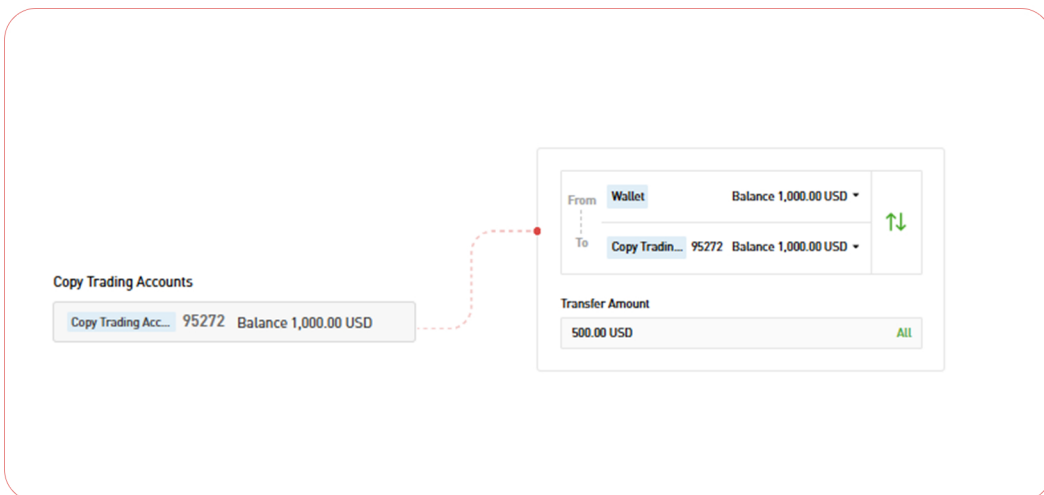 Copy Trading Accounts
Copy Trading Acc... 95272 Balance 1,000.00 USD
From Wallet Balance 1,000.00 USD
To Copy Tradin... 95272 Balance 1,000.00 USD
Transfer Amount
500.00 USD All